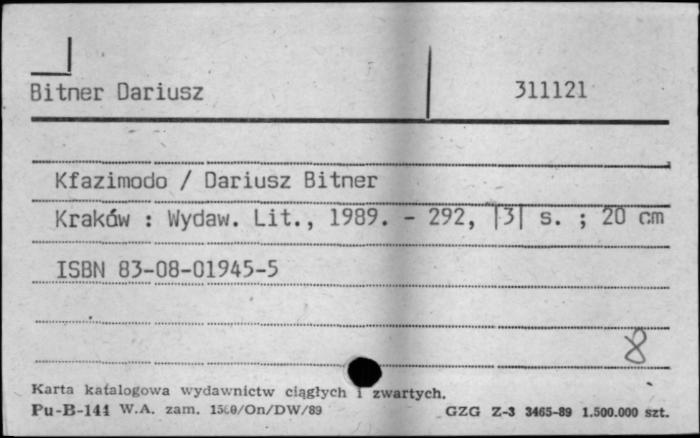 Bitner Dariusz 311121
Kfazimodo / Dariusz Bitner
Kraków : Wydaw. Lit., 1989. - 292, |3| s. ; 20 cm
ISBN 83-08-01945-5
8
Karta katalogowa wydawnictw ciągłych i zwartych.
Pu-B-144 W.A. zam. 1560/On/DW/89 GZG Z-3 3465-89 1.500.000 szt.